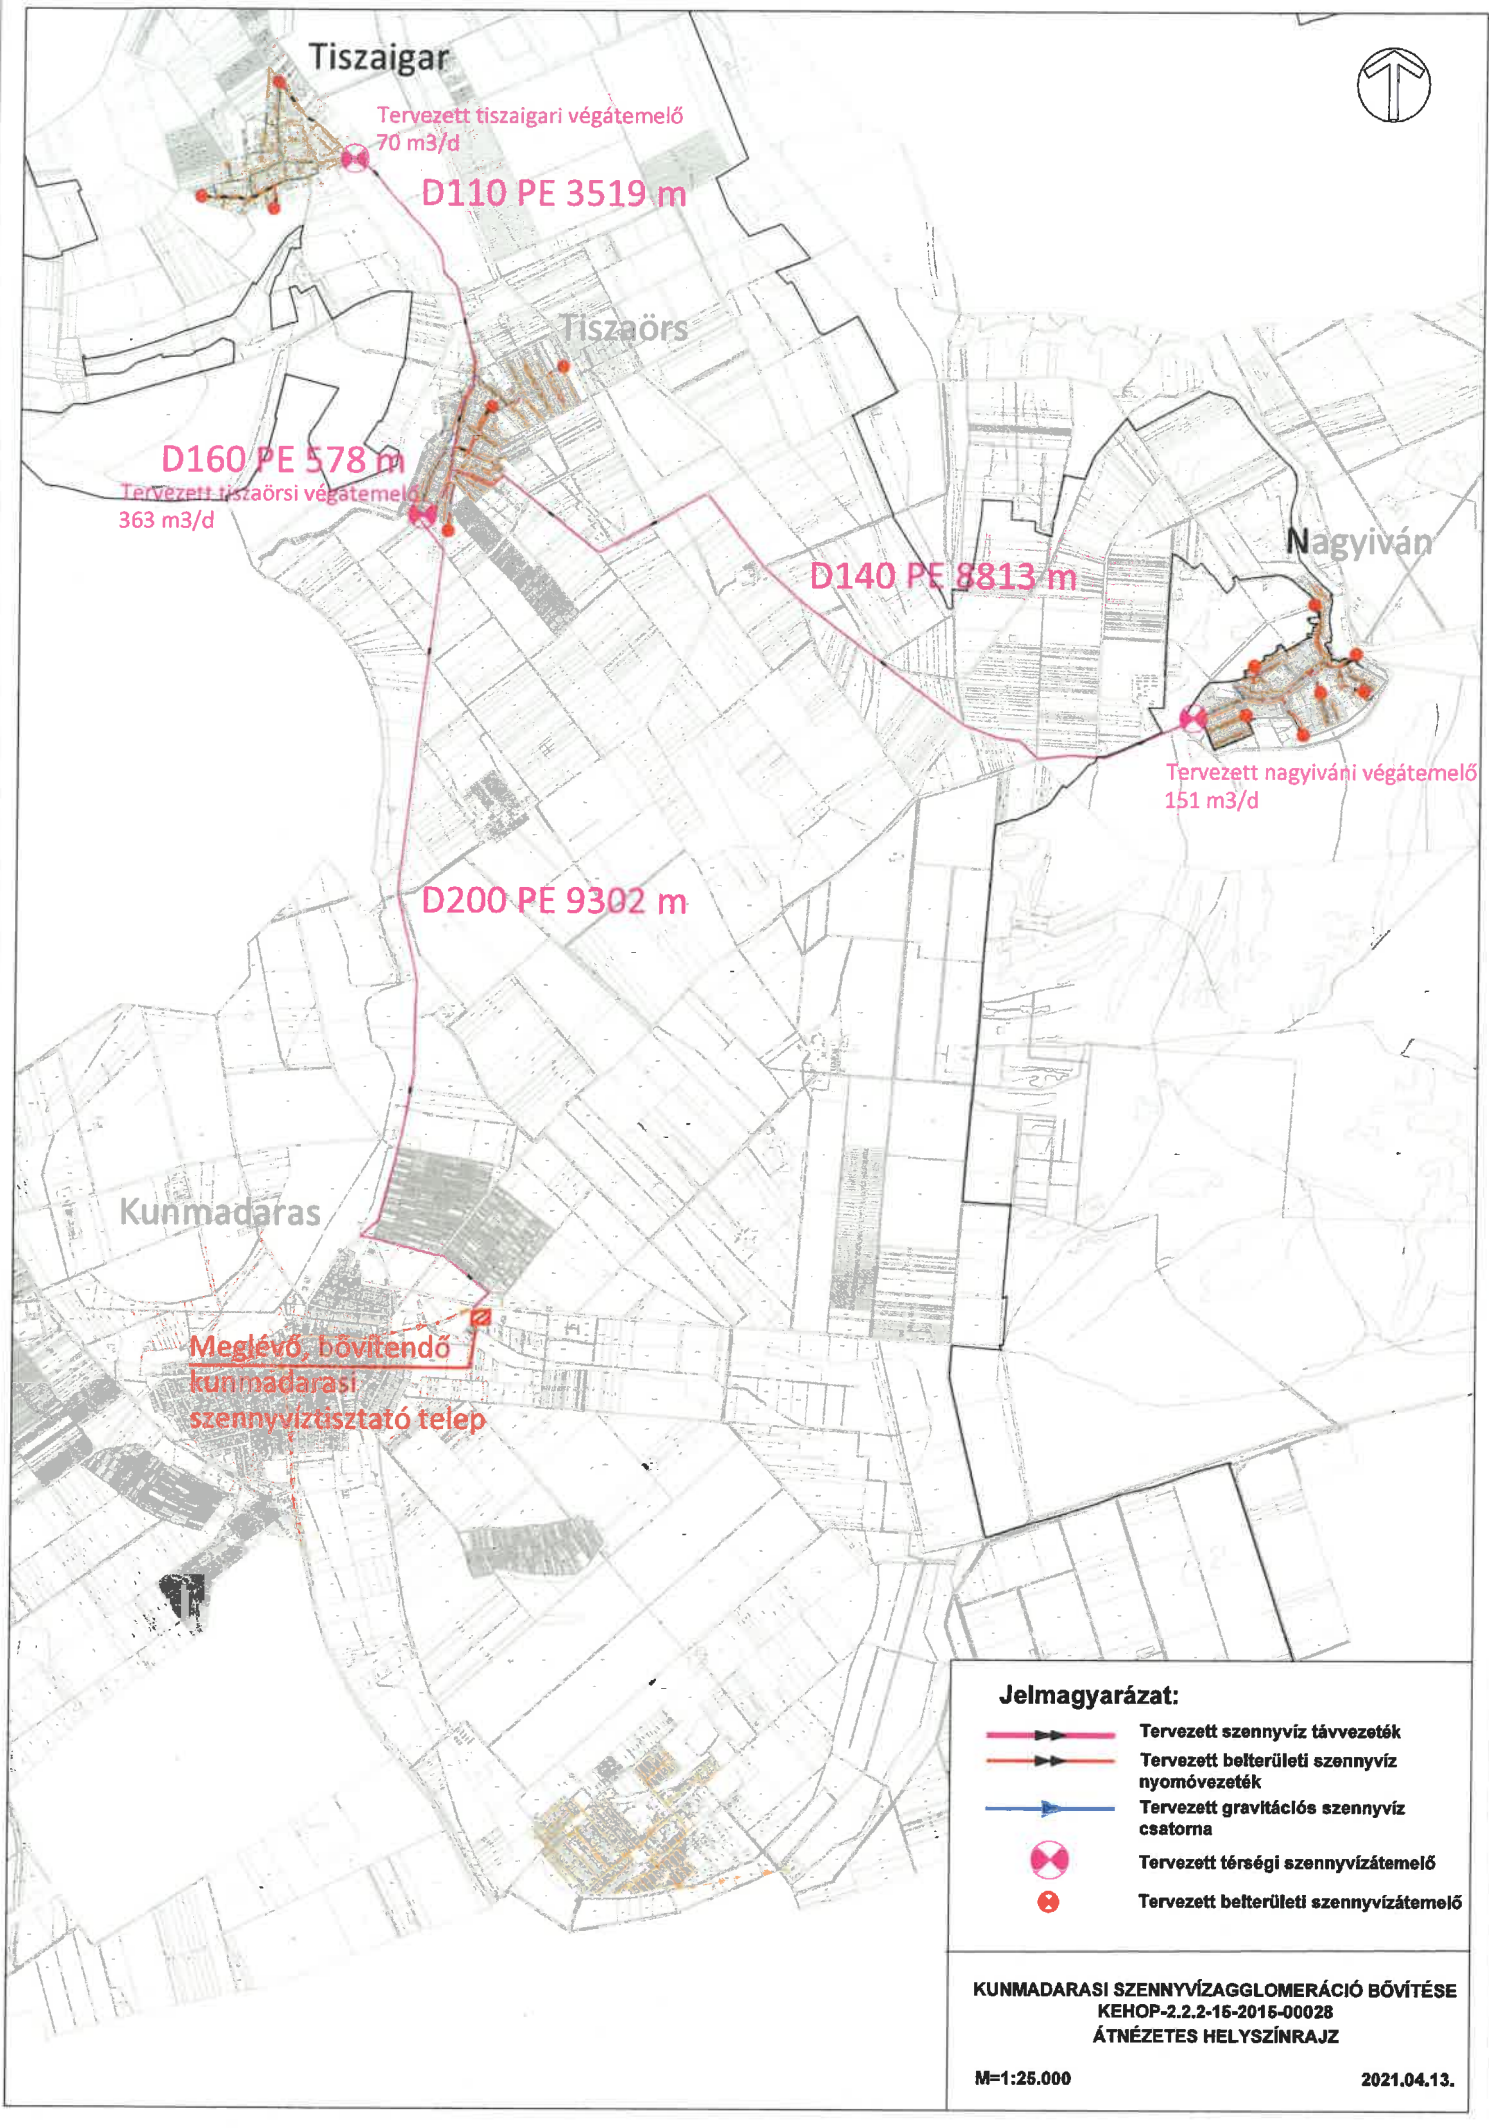 Tiszaigar
Tervezett tiszaigari végátemelő
70 m3/d
D110 PE 3519 m
Tiszaörs
D160 PE 578 m
Tervezett tiszaörsi végátemelő
363 m3/d
Nagyiván
D140 PE 8813 m
Tervezett nagyiváni végátemelő
151 m3/d
D200 PE 9302 m
Kunmadaras
Meglévő, bővítendő
kunmadarasi
szennyvíztisztató telep
Jelmagyarázat:
Tervezett szennyvíz távvezeték
Tervezett belterületi szennyvíz
nyomóvezeték
Tervezett gravitációs szennyvíz
csatorna
Tervezett térségi szennyvízátemelő
Tervezett belterületi szennyvízátemelő
KUNMADARASI SZENNYVÍZAGGLOMERÁCIÓ BŐVÍTÉSE
KEHOP-2.2.2-15-2015-00028
ÁTNÉZETES HELYSZÍNRAJZ
M=1:25.000
2021.04.13.